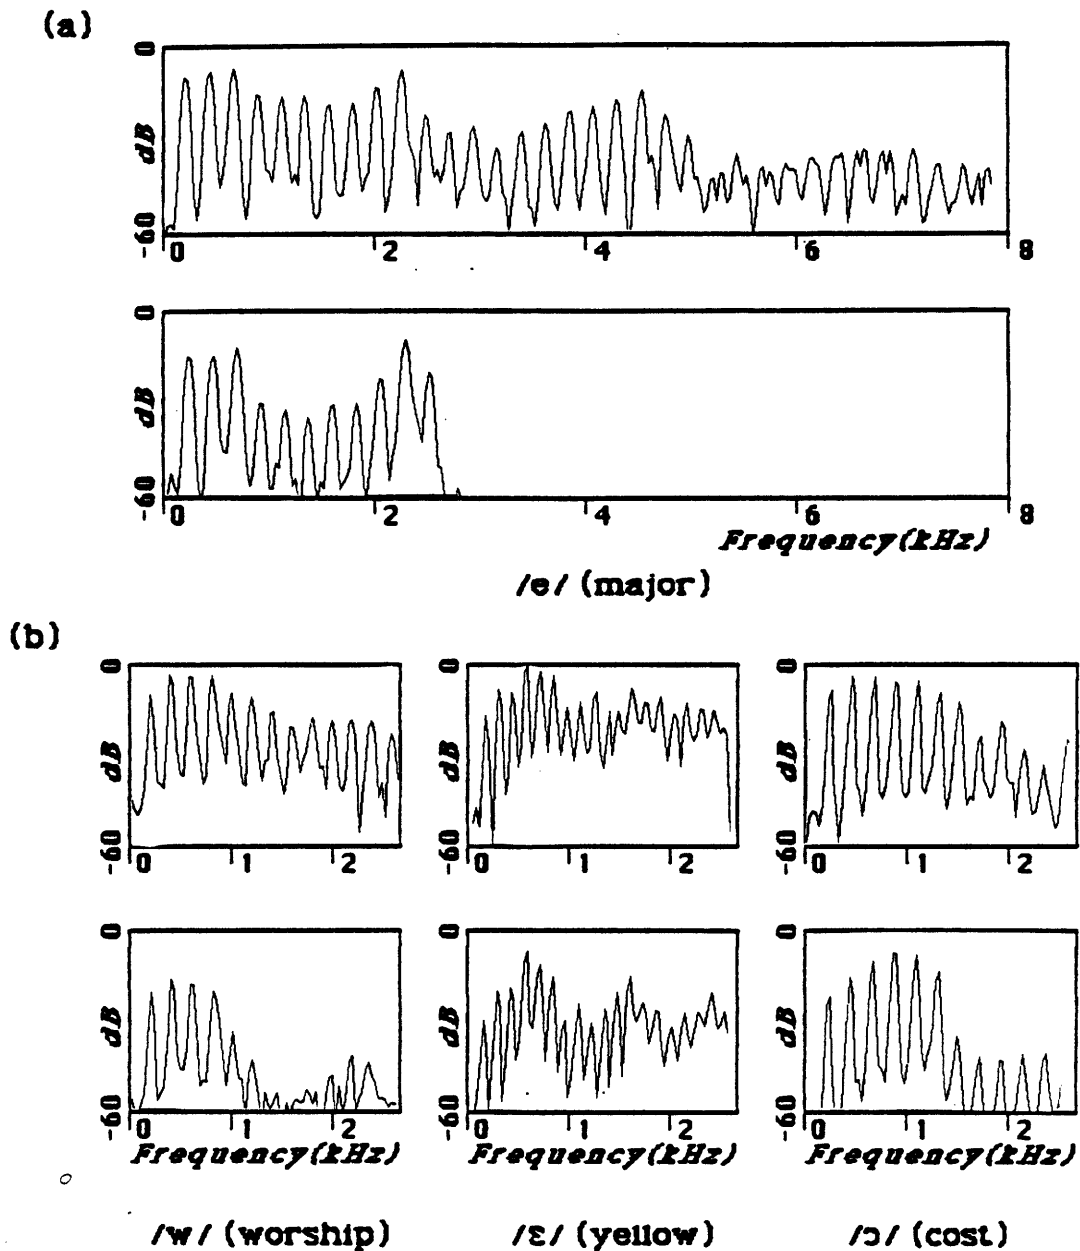 (a)
0
dB
-60
0 2 4 6 8
0
dB
-60
0 2 4 6 8
Frequency(kHz)
/e/ (major)
(b)
0 0 0
dB dB dB
-60 -60 -60
0 1 2 0 1 2 0 1 2
0 0 0
dB dB dB
-60 -60 -60
0 1 2 0 1 2 0 1 2
Frequency(kHz) Frequency(kHz) Frequency(kHz)
/w/ (worship) /ɛ/ (yellow) /ɔ/ (cost)